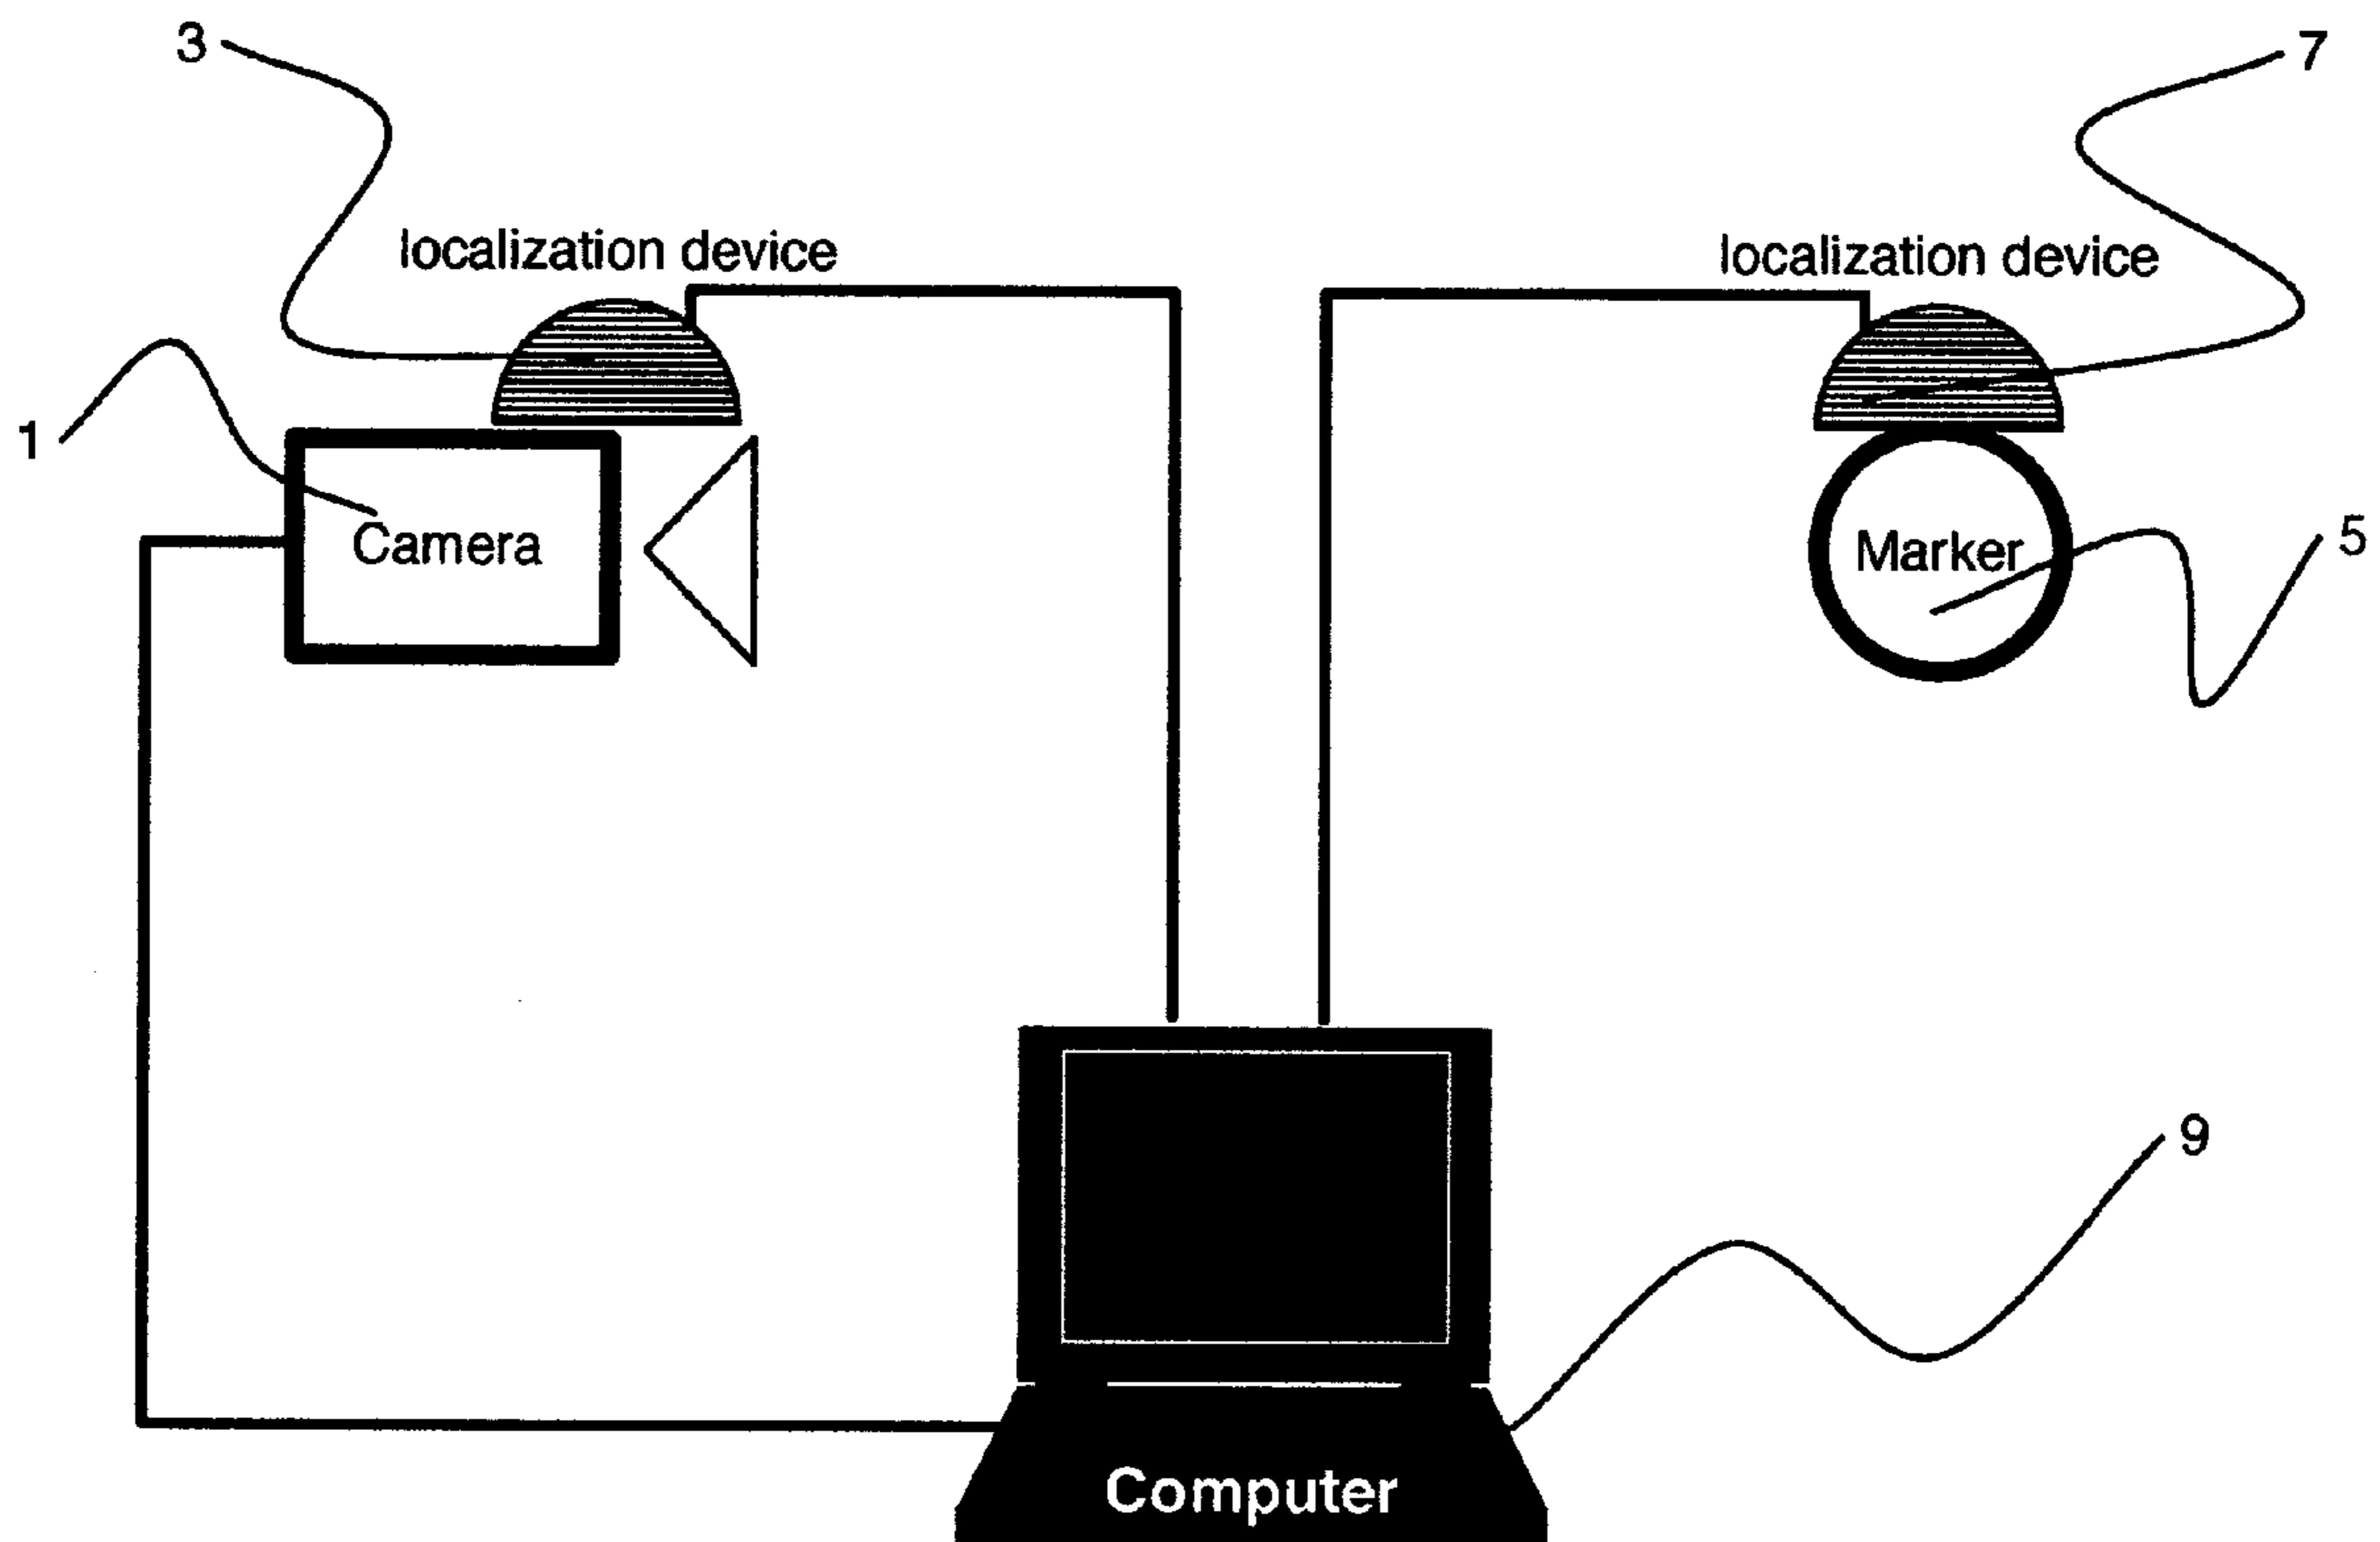 3
7
localization device
localization device
1
Camera
Marker
5
9
Computer